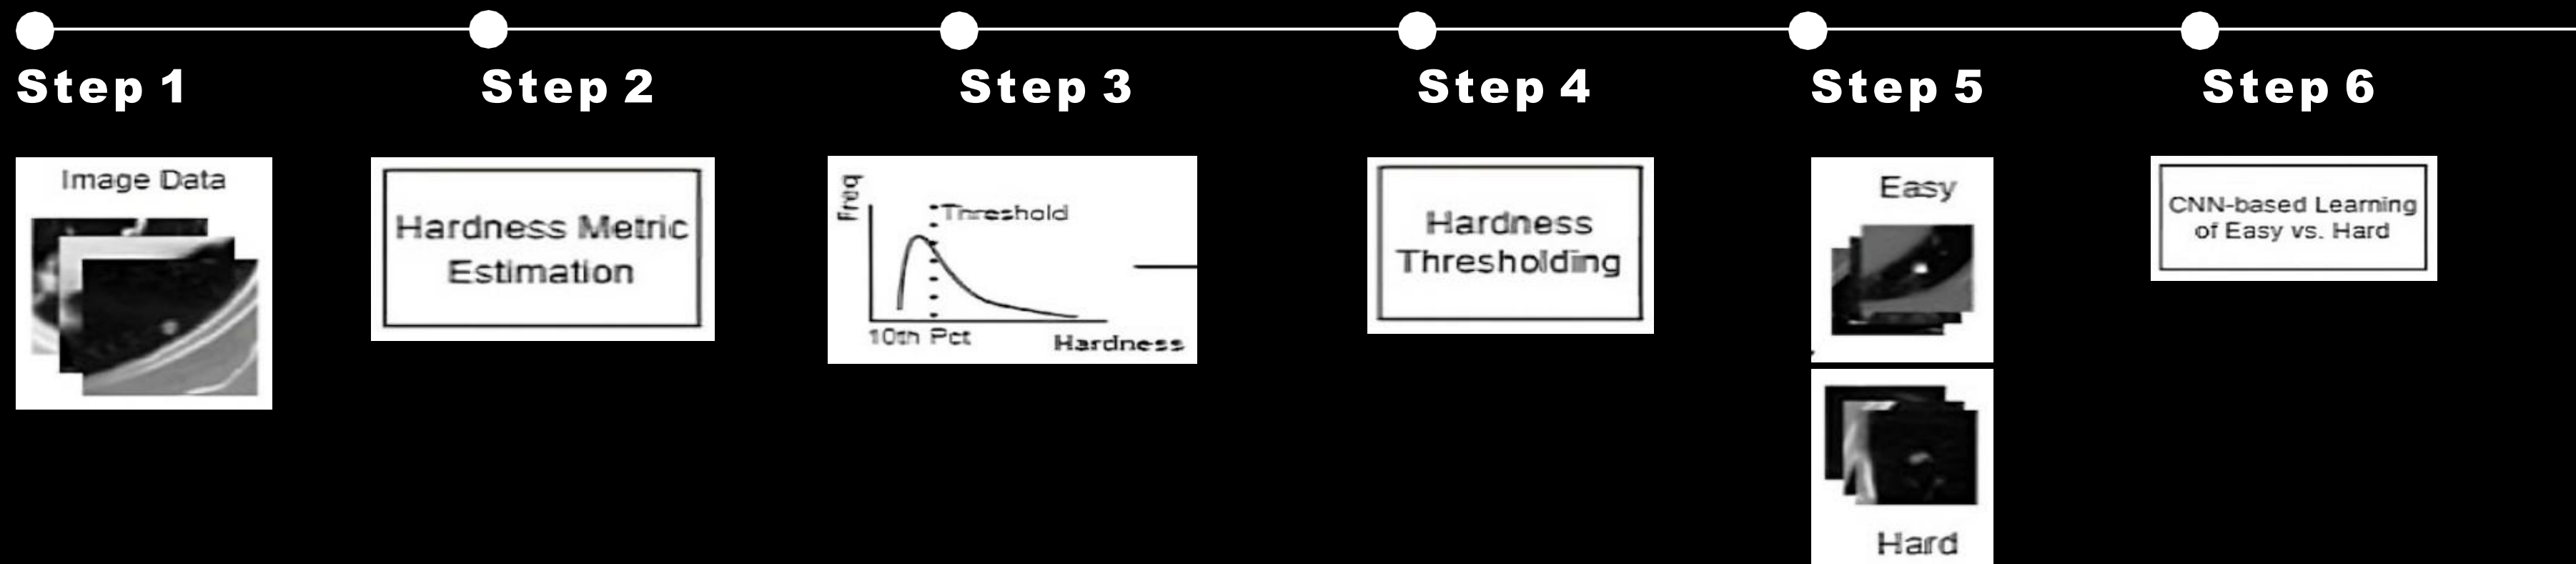 Step 1
Step 2
Step 3
Step 4
Step 5
Step 6
Image Data
Hardness Metric
Estimation
Freq
Threshold
10th Pct
Hardness
Hardness
Thresholding
Easy
Hard
CNN-based Learning
of Easy vs. Hard